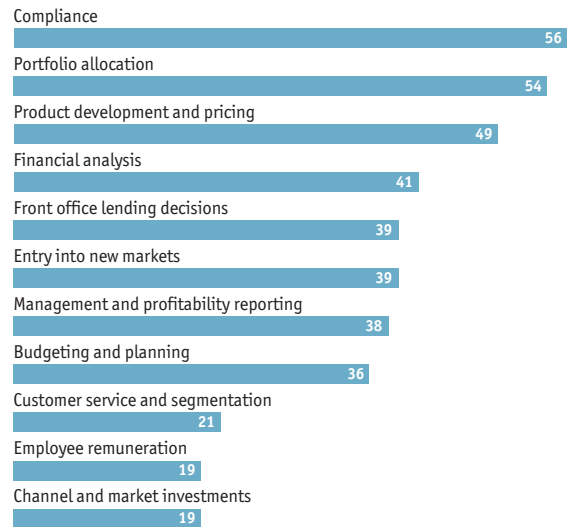 Compliance
56
Portfolio allocation
54
Product development and pricing
49
Financial analysis
41
Front office lending decisions
39
Entry into new markets
39
Management and profitability reporting
38
Budgeting and planning
36
Customer service and segmentation
21
Employee remuneration
19
Channel and market investments
19